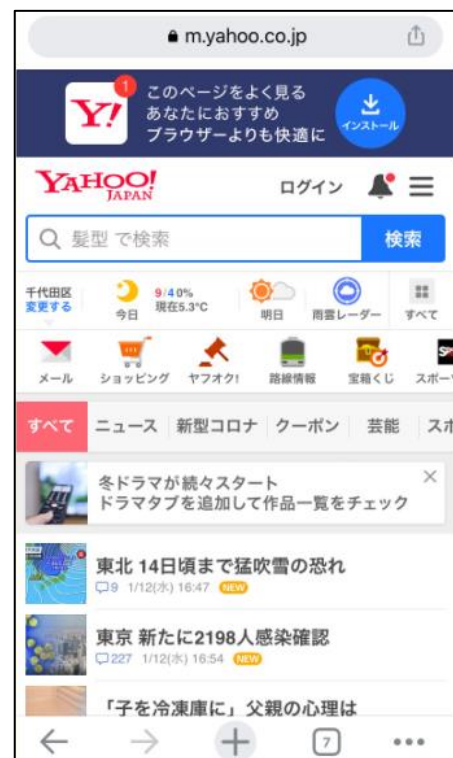 m.yahoo.co.jp
Y!
1
このページをよく見る
あなたにおすすめ
ブラウザーよりも快適に
インストール
YAHOO!
JAPAN
ログイン
髪型 で検索
検索
千代田区
変更する
今日
9/4 0%
現在5.3°C
明日
雨雲レーダー
すべて
メール
ショッピング
ヤフオク!
路線情報
宝箱くじ
スポー
すべて
ニュース
新型コロナ
クーポン
芸能
スポ
冬ドラマが続々スタート
ドラマタブを追加して作品一覧をチェック
東北 14日頃まで猛吹雪の恐れ
9 1/12(水) 16:47 NEW
東京 新たに2198人感染確認
227 1/12(水) 16:54 NEW
「子を冷凍庫に」父親の心理は
7